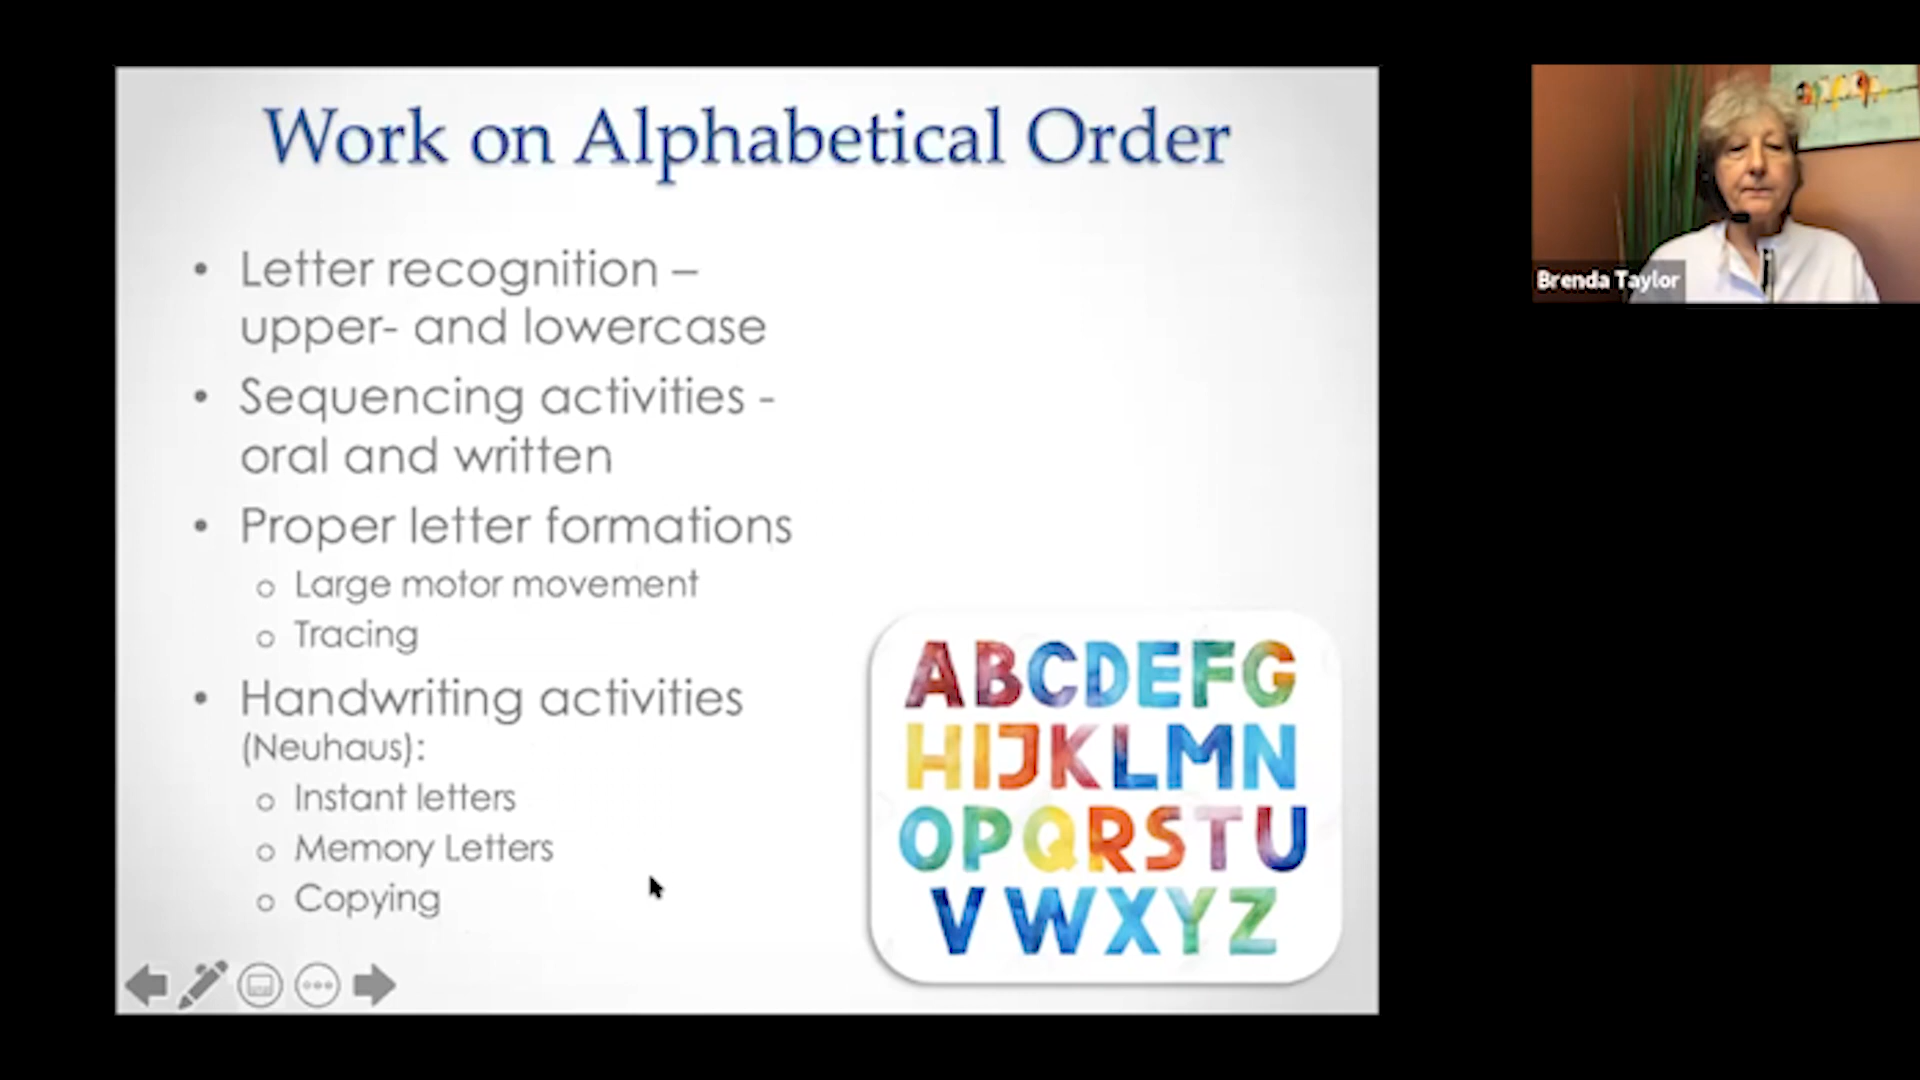 Work on Alphabetical Order
• Letter recognition –
upper- and lowercase
• Sequencing activities -
oral and written
• Proper letter formations
o Large motor movement
o Tracing
• Handwriting activities
(Neuhaus):
o Instant letters
o Memory Letters
o Copying
ABCDEFG
HIJKLMN
OPQRSTU
VWXYZ
Brenda Taylor